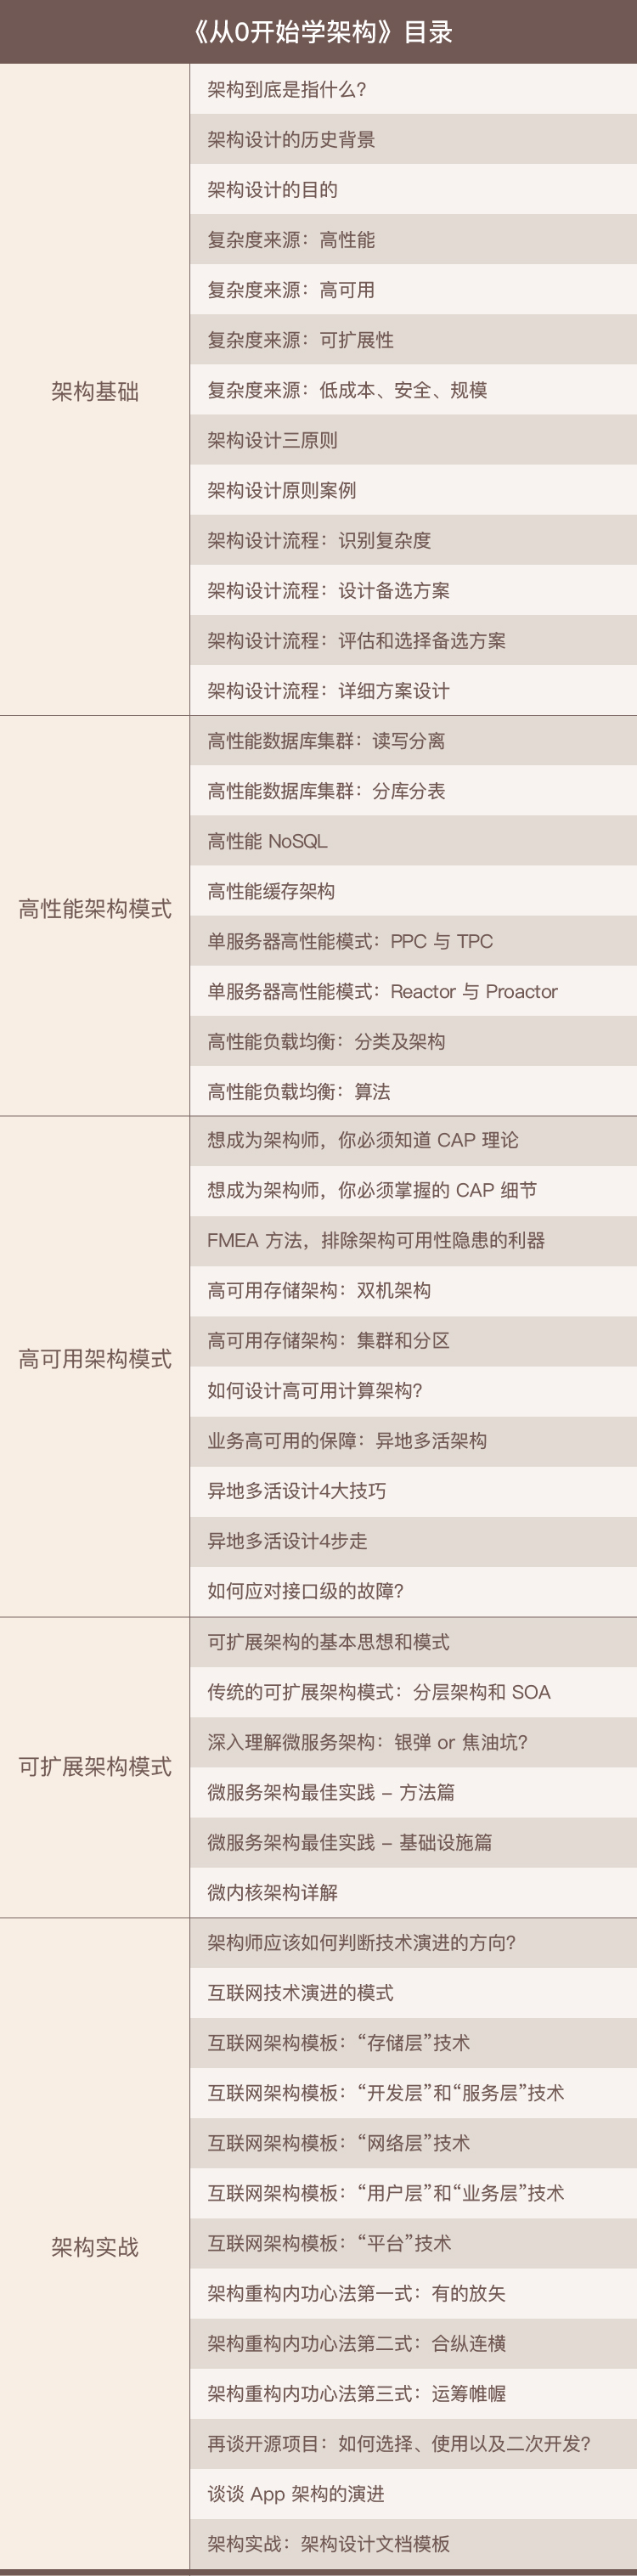 《从0开始学架构》目录
架构基础
架构到底是指什么?
架构设计的历史背景
架构设计的目的
复杂度来源：高性能
复杂度来源：高可用
复杂度来源：可扩展性
复杂度来源：低成本、安全、规模
架构设计三原则
架构设计原则案例
架构设计流程：识别复杂度
架构设计流程：设计备选方案
架构设计流程：评估和选择备选方案
架构设计流程：详细方案设计
高性能架构模式
高性能数据库集群：读写分离
高性能数据库集群：分库分表
高性能 NoSQL
高性能缓存架构
单服务器高性能模式：PPC 与 TPC
单服务器高性能模式：Reactor 与 Proactor
高性能负载均衡：分类及架构
高性能负载均衡：算法
高可用架构模式
想成为架构师，你必须知道 CAP 理论
想成为架构师，你必须掌握的 CAP 细节
FMEA 方法，排除架构可用性隐患的利器
高可用存储架构：双机架构
高可用存储架构：集群和分区
如何设计高可用计算架构?
业务高可用的保障：异地多活架构
异地多活设计4大技巧
异地多活设计4步走
如何应对接口级的故障?
可扩展架构模式
可扩展架构的基本思想和模式
传统的可扩展架构模式：分层架构和 SOA
深入理解微服务架构：银弹 or 焦油坑?
微服务架构最佳实践 – 方法篇
微服务架构最佳实践 – 基础设施篇
微内核架构详解
架构实战
架构师应该如何判断技术演进的方向?
互联网技术演进的模式
互联网架构模板：“存储层”技术
互联网架构模板：“开发层”和“服务层”技术
互联网架构模板：“网络层”技术
互联网架构模板：“用户层”和“业务层”技术
互联网架构模板：“平台”技术
架构重构内功心法第一式：有的放矢
架构重构内功心法第二式：合纵连横
架构重构内功心法第三式：运筹帷幄
再谈开源项目：如何选择、使用以及二次开发?
谈谈 App 架构的演进
架构实战：架构设计文档模板